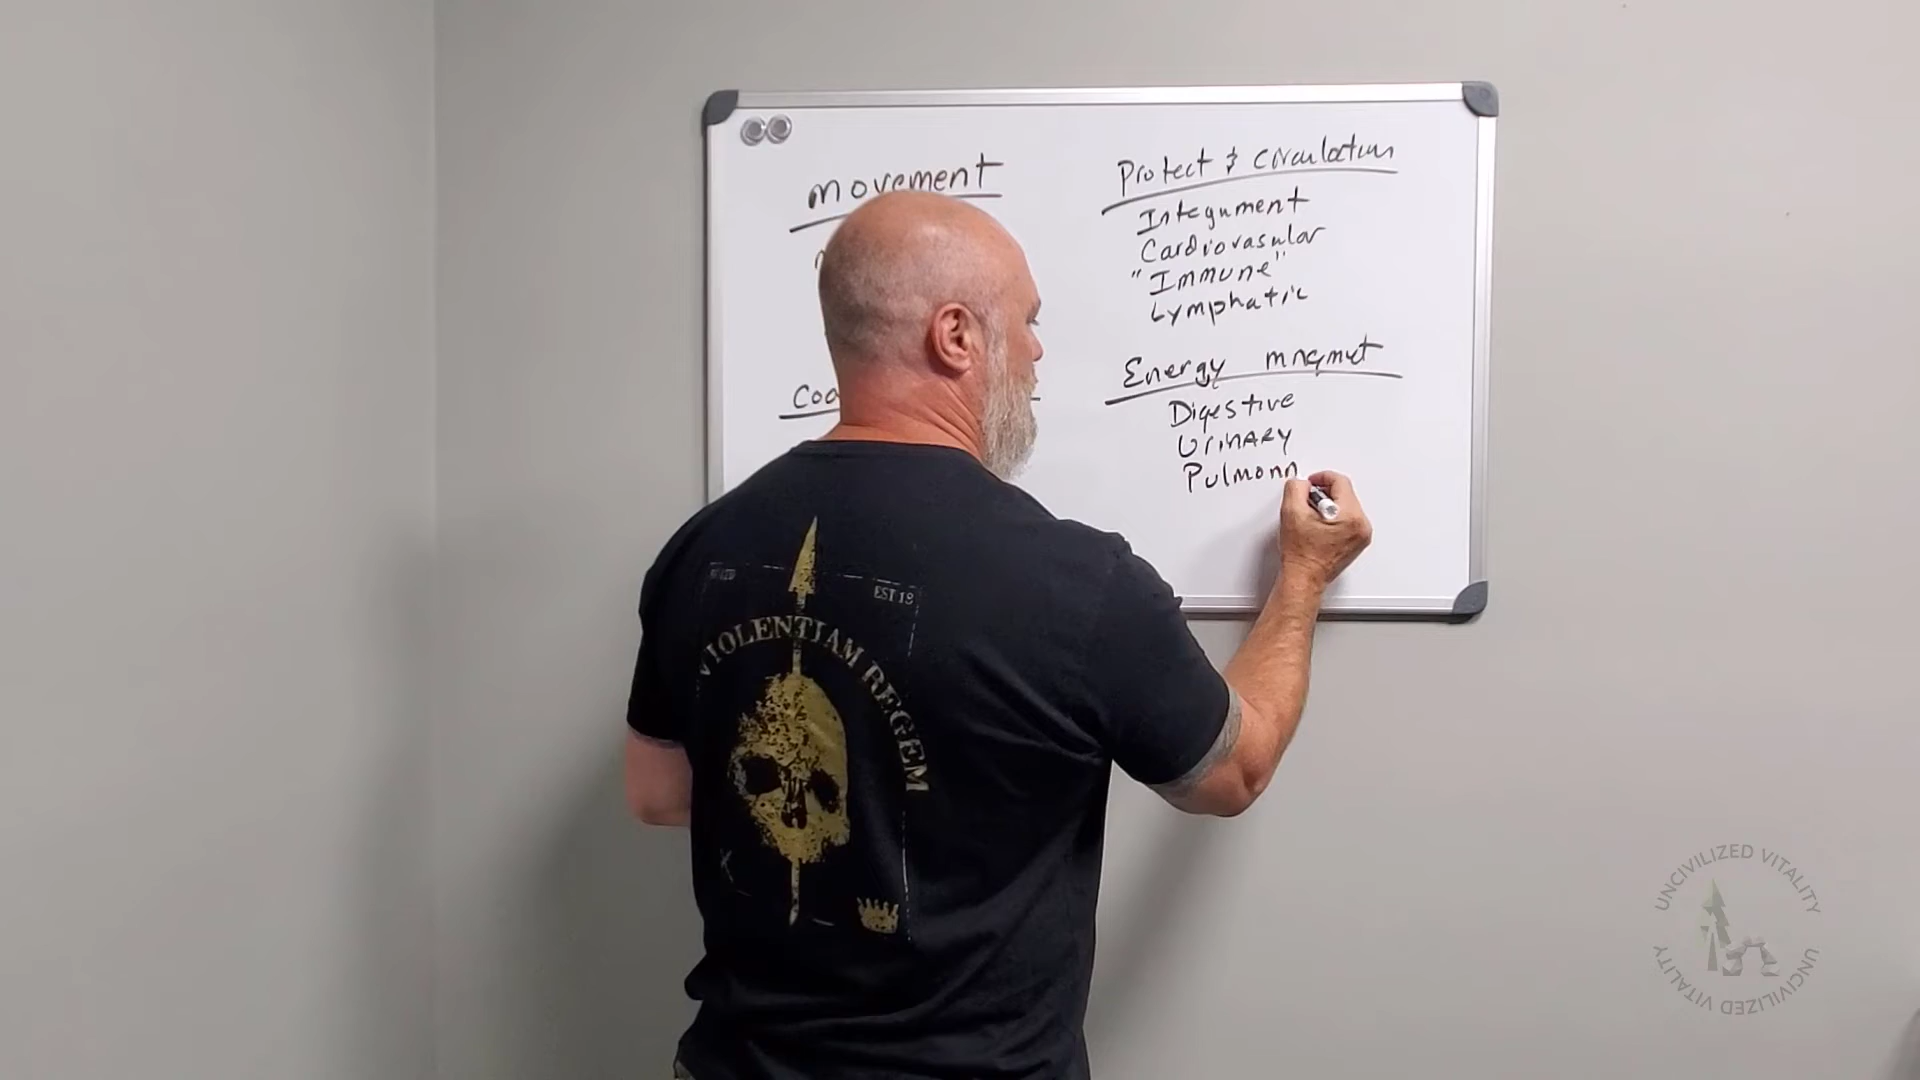 movement
Protect & circulation
Integument
Cardiovasular
"Immune"
Lymphatic
Energy mngmut
Digestive
Urinary
Pulmon
EST 18
VIOLENTIAM REGEM
UNCIVILIZED VITALITY
UNCIVILIZED VITALITY